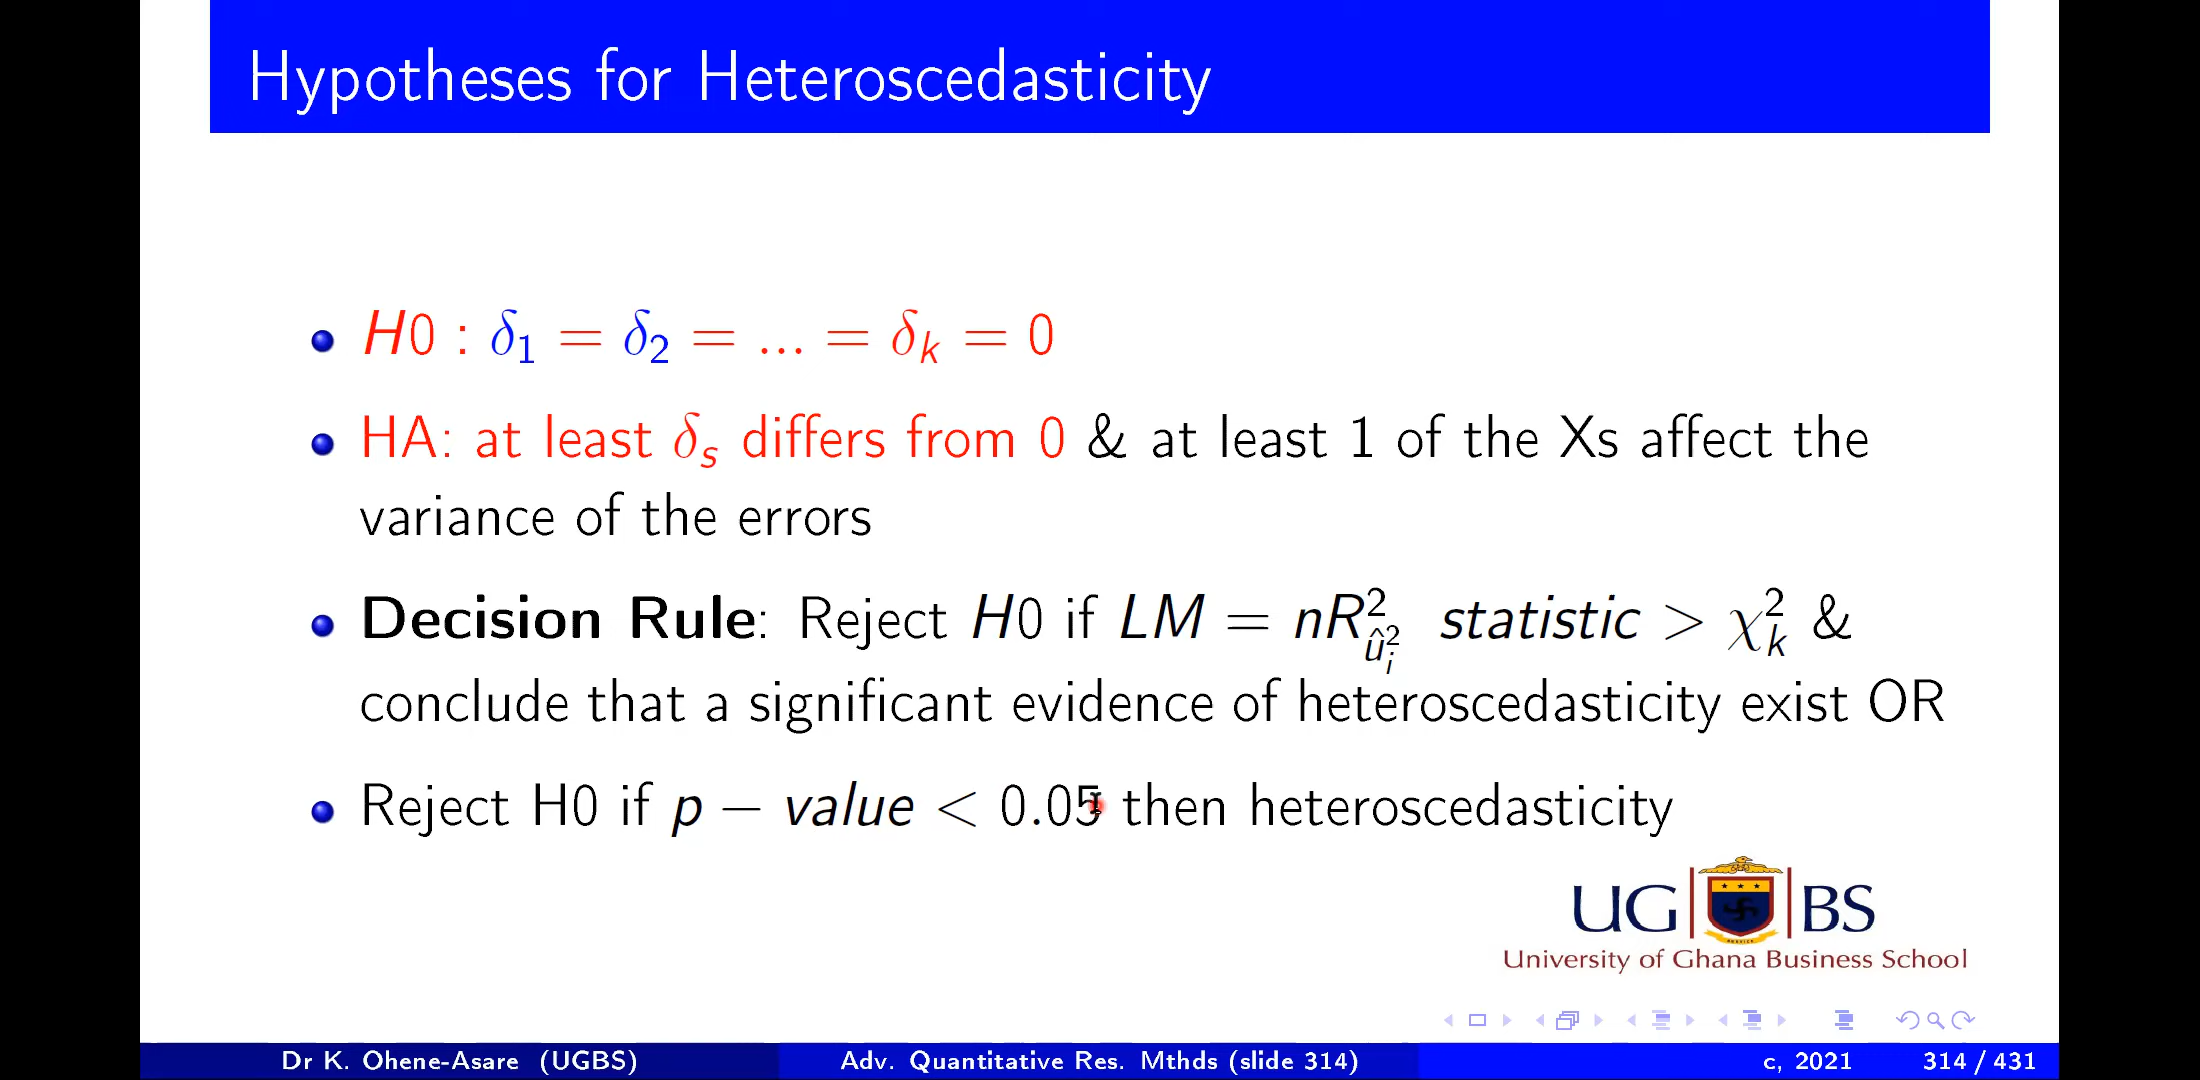 Hypotheses for Heteroscedasticity
H0 : δ₁ = δ₂ = ... = δₖ = 0
HA: at least δₛ differs from 0 & at least 1 of the Xs affect the
variance of the errors
Decision Rule: Reject H0 if LM = nR²_{û²ᵢ} statistic > χ²ₖ &
conclude that a significant evidence of heteroscedasticity exist OR
Reject H0 if p − value < 0.05 then heteroscedasticity
UG BS
University of Ghana Business School
Dr K. Ohene-Asare (UGBS) Adv. Quantitative Res. Mthds (slide 314) c, 2021 314 / 431